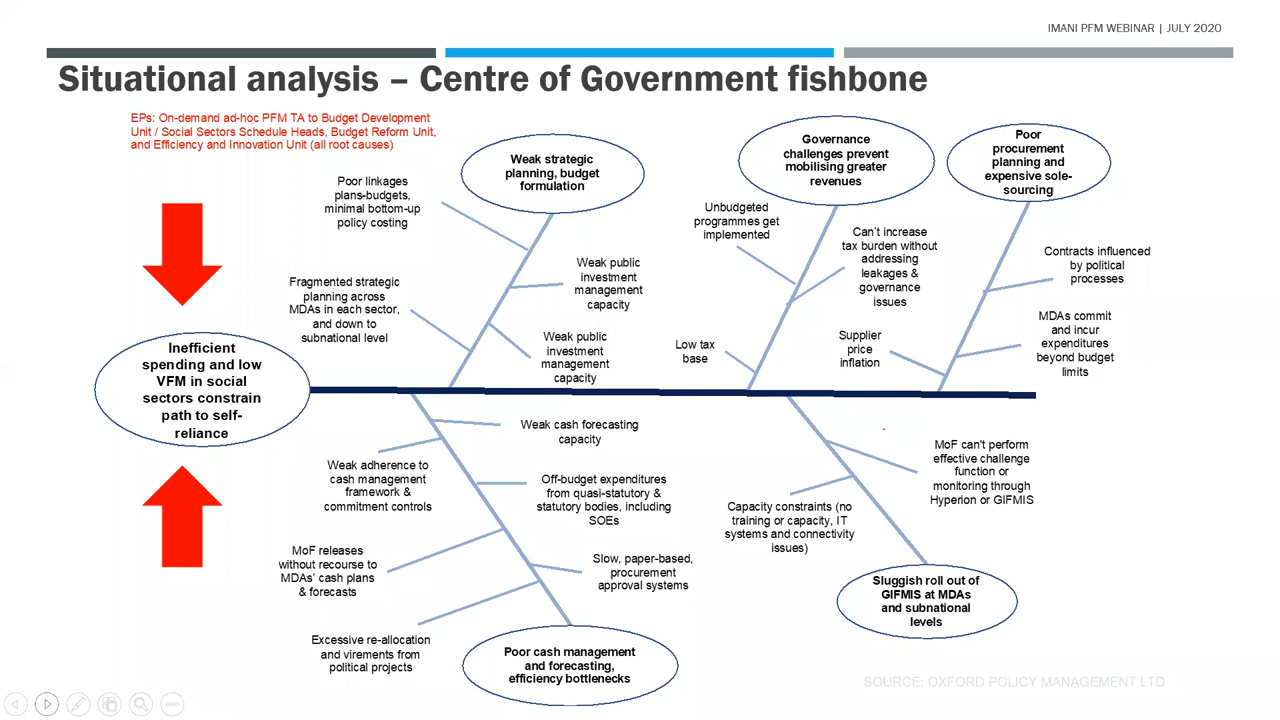 IMANI PFM WEBINAR | JULY 2020
Situational analysis – Centre of Government fishbone
EPs: On-demand ad-hoc PFM TA to Budget Development
Unit / Social Sectors Schedule Heads, Budget Reform Unit,
and Efficiency and Innovation Unit (all root causes)
Weak strategic
planning, budget
formulation
Governance
challenges prevent
mobilising greater
revenues
Poor
procurement
planning and
expensive sole-
sourcing
Poor linkages
plans-budgets,
minimal bottom-up
policy costing
Weak public
investment
management
capacity
Fragmented strategic
planning across
MDAs in each sector,
and down to
subnational level
Weak public
investment
management
capacity
Unbudgeted
programmes get
implemented
Can't increase
tax burden without
addressing
leakages &
governance
issues
Low tax
base
Contracts influenced
by political
processes
Supplier
price
inflation
MDAs commit
and incur
expenditures
beyond budget
limits
Inefficient
spending and low
VFM in social
sectors constrain
path to self-
reliance
Weak cash forecasting
capacity
Weak adherence to
cash management
framework &
commitment controls
Off-budget expenditures
from quasi-statutory &
statutory bodies, including
SOEs
MoF releases
without recourse to
MDAs' cash plans
& forecasts
Slow, paper-based,
procurement
approval systems
Excessive re-allocation
and virements from
political projects
Poor cash management
and forecasting,
efficiency bottlenecks
MoF can't perform
effective challenge
function or
monitoring through
Hyperion or GIFMIS
Capacity constraints (no
training or capacity, IT
systems and connectivity
issues)
Sluggish roll out of
GIFMIS at MDAs
and subnational
levels
SOURCE: OXFORD POLICY MANAGEMENT LTD